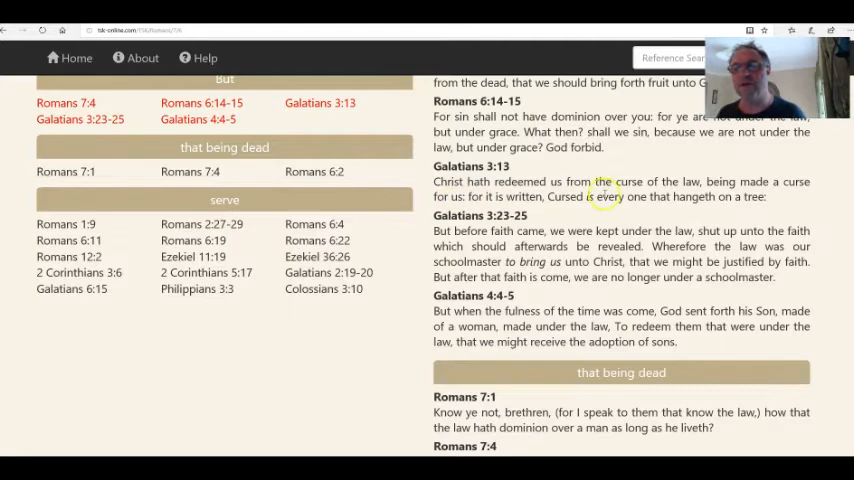 tsk-online.com/TSK/Romans/7/6
Home About Help
Reference Sear
But
Romans 7:4 Romans 6:14-15 Galatians 3:13
Galatians 3:23-25 Galatians 4:4-5
that being dead
Romans 7:1 Romans 7:4 Romans 6:2
serve
Romans 1:9 Romans 2:27-29 Romans 6:4
Romans 6:11 Romans 6:19 Romans 6:22
Romans 12:2 Ezekiel 11:19 Ezekiel 36:26
2 Corinthians 3:6 2 Corinthians 5:17 Galatians 2:19-20
Galatians 6:15 Philippians 3:3 Colossians 3:10
from the dead, that we should bring forth fruit unto G
Romans 6:14-15
For sin shall not have dominion over you: for ye are not under the law,
but under grace. What then? shall we sin, because we are not under the
law, but under grace? God forbid.
Galatians 3:13
Christ hath redeemed us from the curse of the law, being made a curse
for us: for it is written, Cursed is every one that hangeth on a tree:
Galatians 3:23-25
But before faith came, we were kept under the law, shut up unto the faith
which should afterwards be revealed. Wherefore the law was our
schoolmaster to bring us unto Christ, that we might be justified by faith.
But after that faith is come, we are no longer under a schoolmaster.
Galatians 4:4-5
But when the fulness of the time was come, God sent forth his Son, made
of a woman, made under the law, To redeem them that were under the
law, that we might receive the adoption of sons.
that being dead
Romans 7:1
Know ye not, brethren, (for I speak to them that know the law,) how that
the law hath dominion over a man as long as he liveth?
Romans 7:4